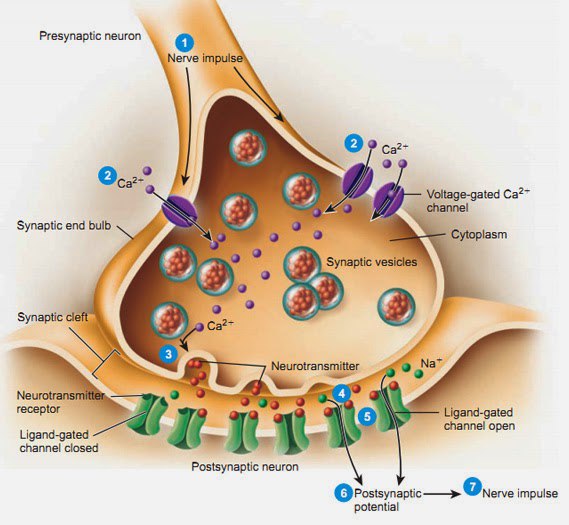 Presynaptic neuron
1
Nerve impulse
2
Ca2+
2
Ca2+
Voltage-gated Ca2+
channel
Synaptic end bulb
Cytoplasm
Synaptic vesicles
Synaptic cleft
Ca2+
3
Neurotransmitter
Na+
Neurotransmitter
receptor
4
5
Ligand-gated
channel open
Ligand-gated
channel closed
Postsynaptic neuron
6 Postsynaptic
potential
7 Nerve impulse